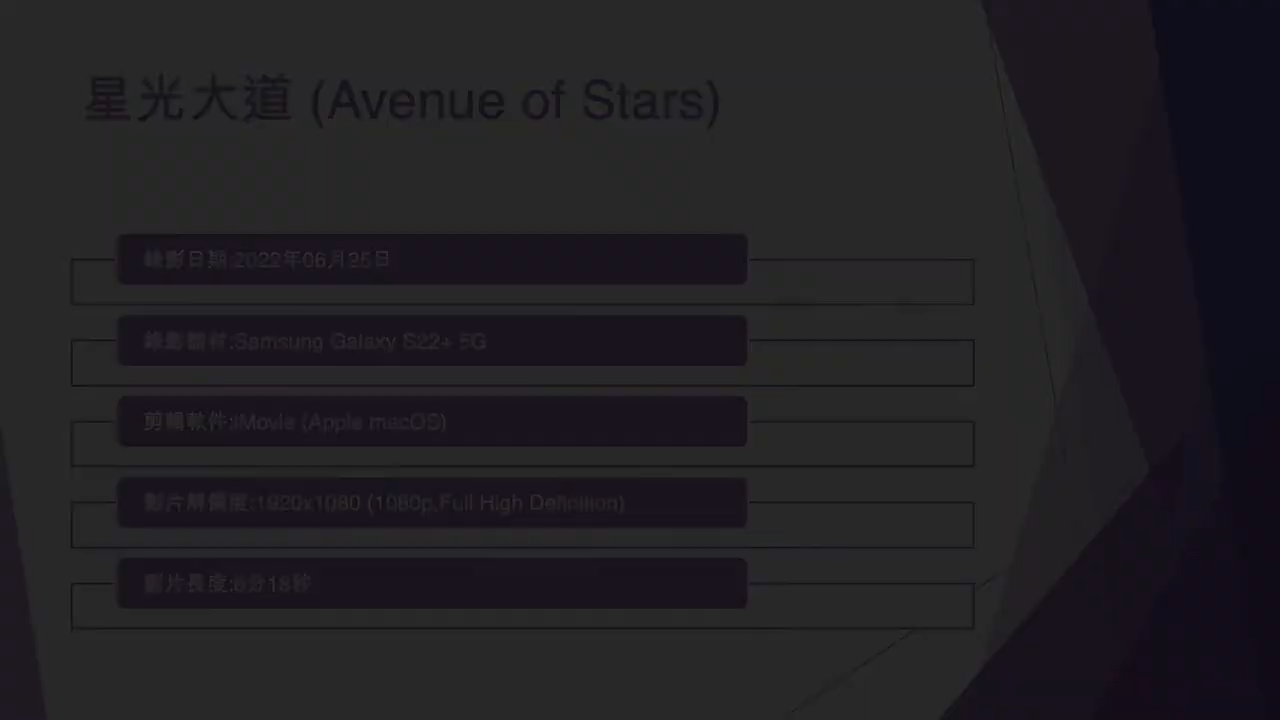 星光大道 (Avenue of Stars)
錄影日期:2022年06月25日
錄影器材:Samsung Galaxy S22+ 5G
剪輯軟件:iMovie (Apple macOS)
影片解像度:1920x1080 (1080p,Full High Definition)
影片長度:6分18秒